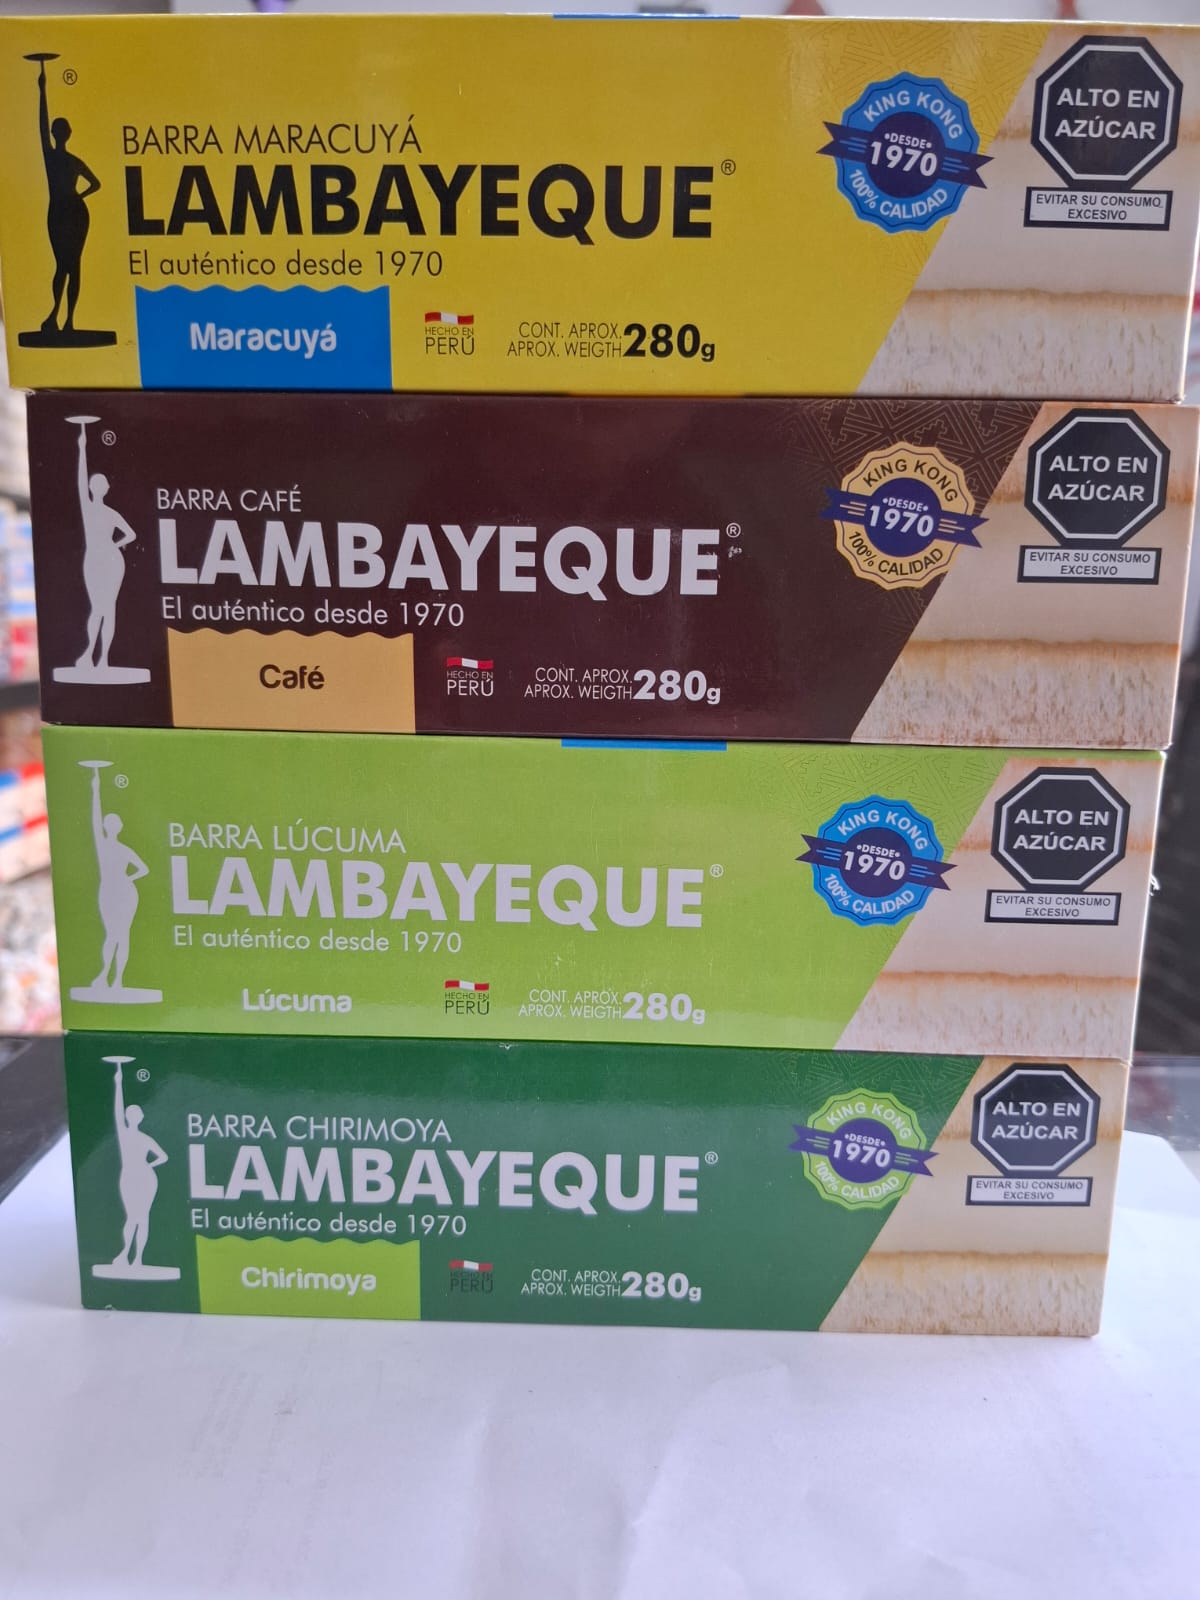 ®
BARRA MARACUYÁ
LAMBAYEQUE®
El auténtico desde 1970
Maracuyá
HECHO EN
PERÚ
CONT. APROX.
APROX. WEIGTH 280g
KING KONG
•DESDE•
1970
100% CALIDAD
ALTO EN
AZÚCAR
EVITAR SU CONSUMO
EXCESIVO
®
BARRA CAFÉ
LAMBAYEQUE®
El auténtico desde 1970
Café
HECHO EN
PERÚ
CONT. APROX.
APROX. WEIGTH 280g
KING KONG
•DESDE•
1970
100% CALIDAD
ALTO EN
AZÚCAR
EVITAR SU CONSUMO
EXCESIVO
®
BARRA LÚCUMA
LAMBAYEQUE®
El auténtico desde 1970
Lúcuma
HECHO EN
PERÚ
CONT. APROX.
APROX. WEIGTH 280g
KING KONG
•DESDE•
1970
100% CALIDAD
ALTO EN
AZÚCAR
EVITAR SU CONSUMO
EXCESIVO
®
BARRA CHIRIMOYA
LAMBAYEQUE®
El auténtico desde 1970
Chirimoya
HECHO EN
PERÚ
CONT. APROX.
APROX. WEIGTH 280g
KING KONG
•DESDE•
1970
100% CALIDAD
ALTO EN
AZÚCAR
EVITAR SU CONSUMO
EXCESIVO